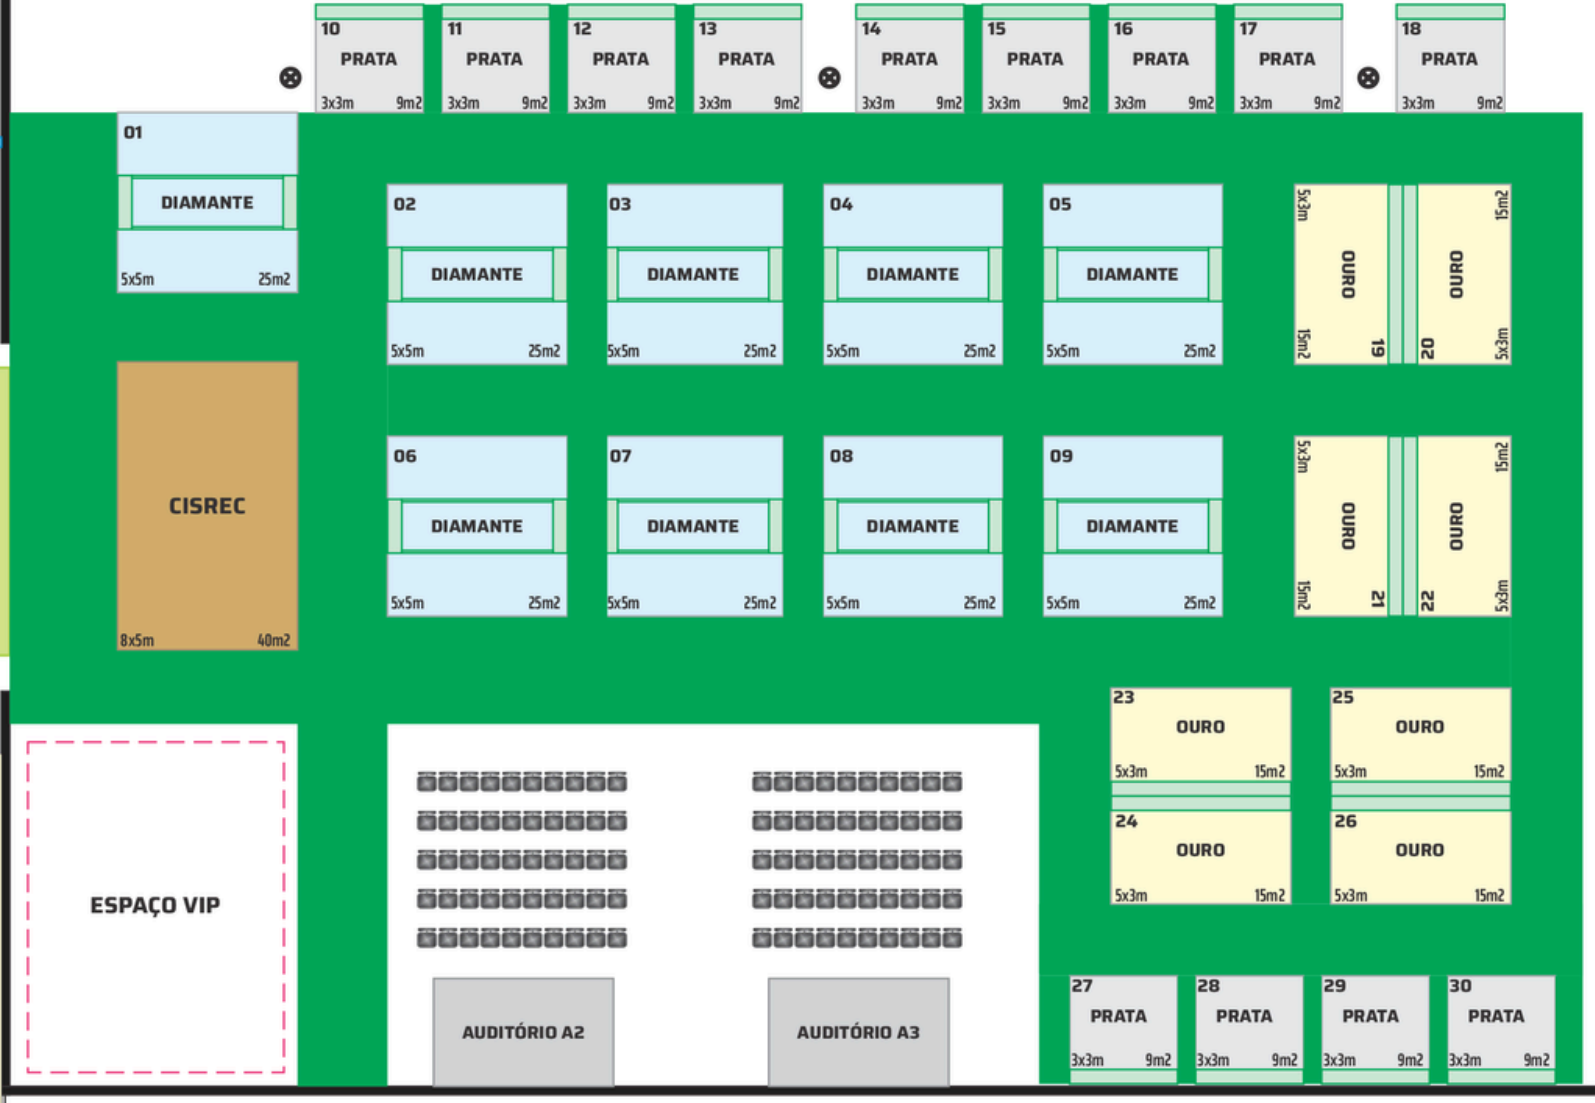 10
PRATA
3x3m 9m2
11
PRATA
3x3m 9m2
12
PRATA
3x3m 9m2
13
PRATA
3x3m 9m2
14
PRATA
3x3m 9m2
15
PRATA
3x3m 9m2
16
PRATA
3x3m 9m2
17
PRATA
3x3m 9m2
18
PRATA
3x3m 9m2
01
DIAMANTE
5x5m 25m2
02
DIAMANTE
5x5m 25m2
03
DIAMANTE
5x5m 25m2
04
DIAMANTE
5x5m 25m2
05
DIAMANTE
5x5m 25m2
19
OURO
5x3m 15m2
20
OURO
5x3m 15m2
CISREC
8x5m 40m2
06
DIAMANTE
5x5m 25m2
07
DIAMANTE
5x5m 25m2
08
DIAMANTE
5x5m 25m2
09
DIAMANTE
5x5m 25m2
21
OURO
5x3m 15m2
22
OURO
5x3m 15m2
23
OURO
5x3m 15m2
25
OURO
5x3m 15m2
24
OURO
5x3m 15m2
26
OURO
5x3m 15m2
ESPAÇO VIP
AUDITÓRIO A2
AUDITÓRIO A3
27
PRATA
3x3m 9m2
28
PRATA
3x3m 9m2
29
PRATA
3x3m 9m2
30
PRATA
3x3m 9m2